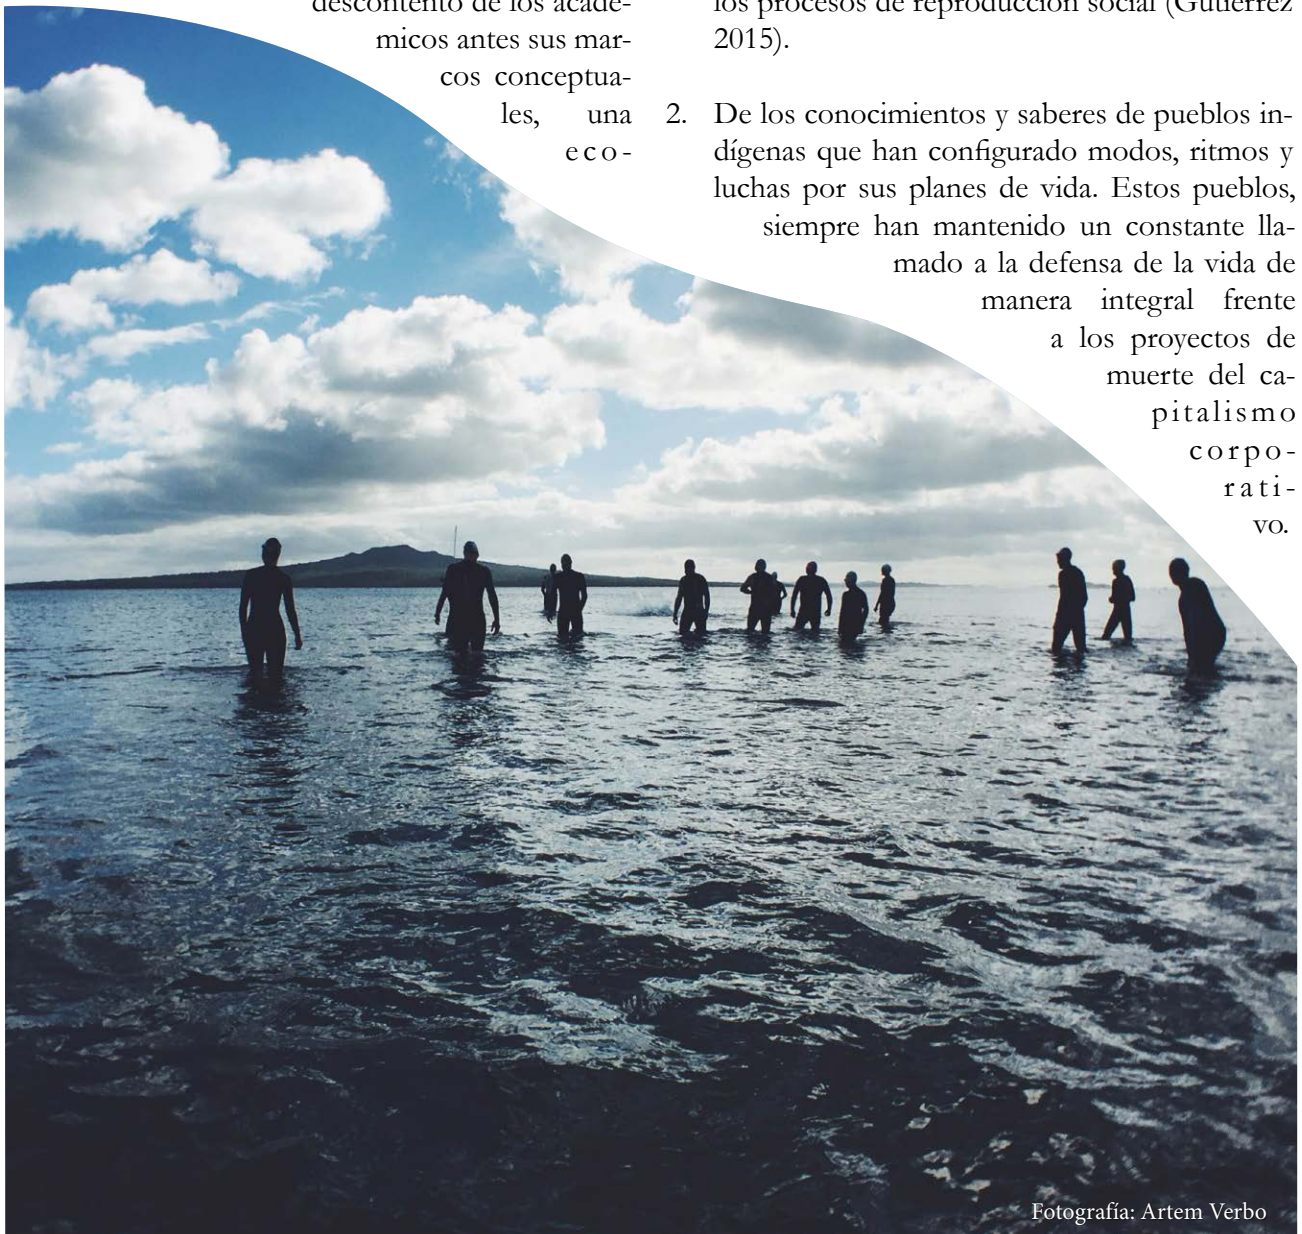 descontento de los acadé-
micos antes sus mar-
cos conceptua-
les, una
eco-
los procesos de reproducción social (Gutiérrez
2015).
2. De los conocimientos y saberes de pueblos in-
dígenas que han configurado modos, ritmos y
luchas por sus planes de vida. Estos pueblos,
siempre han mantenido un constante lla-
mado a la defensa de la vida de
manera integral frente
a los proyectos de
muerte del ca-
pitalismo
corpo-
rati-
vo.
Fotografía: Artem Verbo